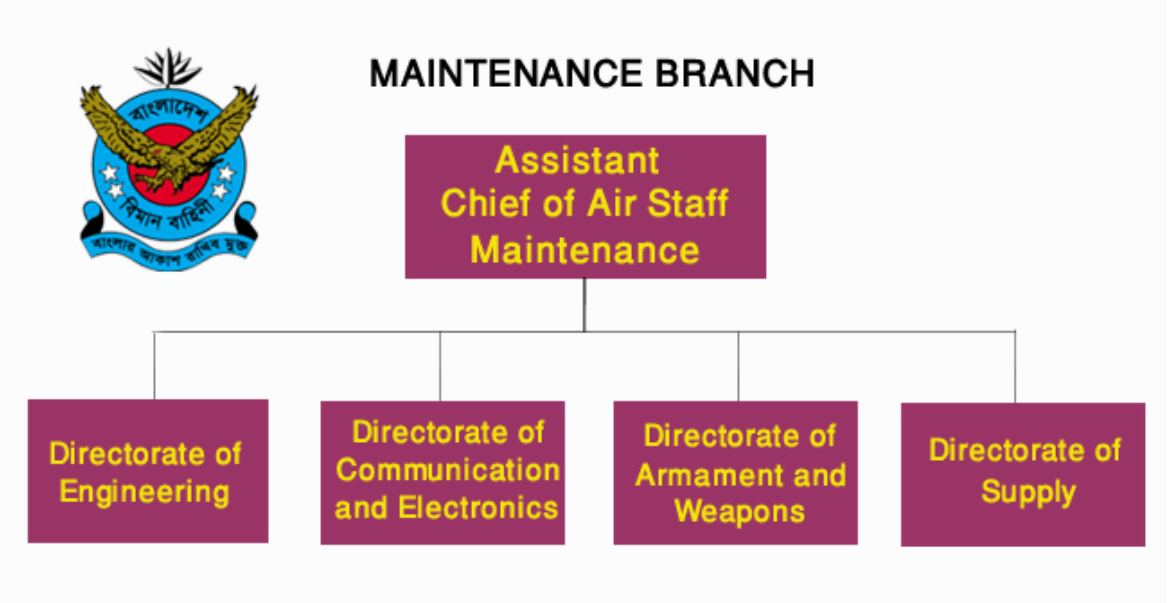 MAINTENANCE BRANCH
বাংলাদেশ
বিমান বাহিনী
বাংলার আকাশ রাখিব মুক্ত
Assistant
Chief of Air Staff
Maintenance
Directorate of
Engineering
Directorate of
Communication
and Electronics
Directorate of
Armament and
Weapons
Directorate of
Supply